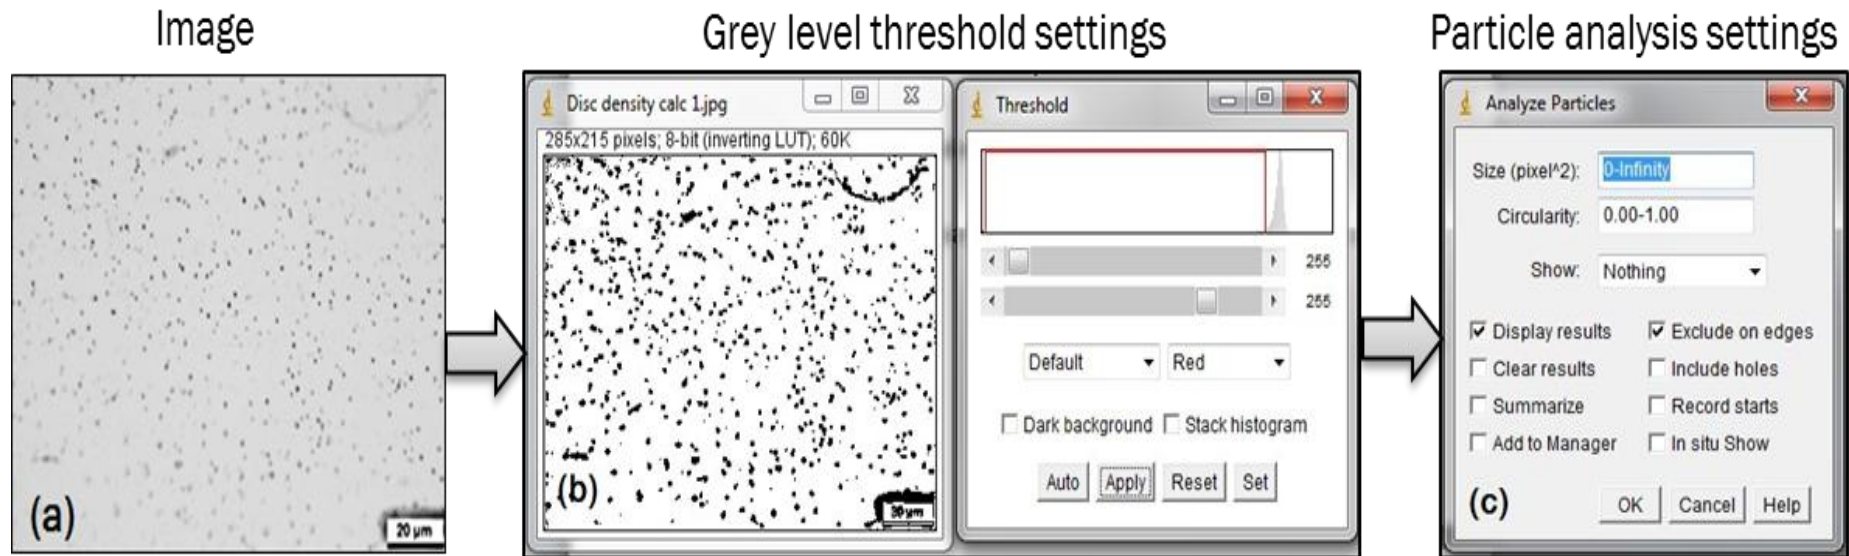 Image
Grey level threshold settings
Particle analysis settings
(a)
20 µm
Disc density calc 1.jpg
285x215 pixels; 8-bit (inverting LUT); 60K
(b)
20 µm
Threshold
255
255
Default
Red
Dark background
Stack histogram
Auto
Apply
Reset
Set
Analyze Particles
Size (pixel^2):
0-Infinity
Circularity:
0.00-1.00
Show:
Nothing
Display results
Exclude on edges
Clear results
Include holes
Summarize
Record starts
Add to Manager
In situ Show
(c)
OK
Cancel
Help